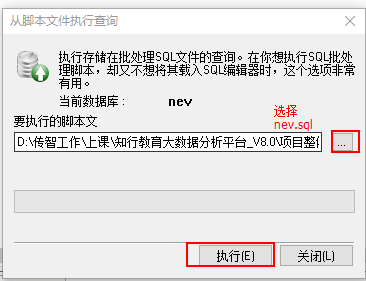 从脚本文件执行查询
执行存储在批处理SQL文件的查询。在你想执行SQL批处
理脚本，却又不想将其载入SQL编辑器时，这个选项非常
有用。
当前数据库： nev
选择
nev.sql
要执行的脚本文
D:\传智工作\上课\知行教育大数据分析平台_V8.0\项目整
...
执行(E)
关闭(L)